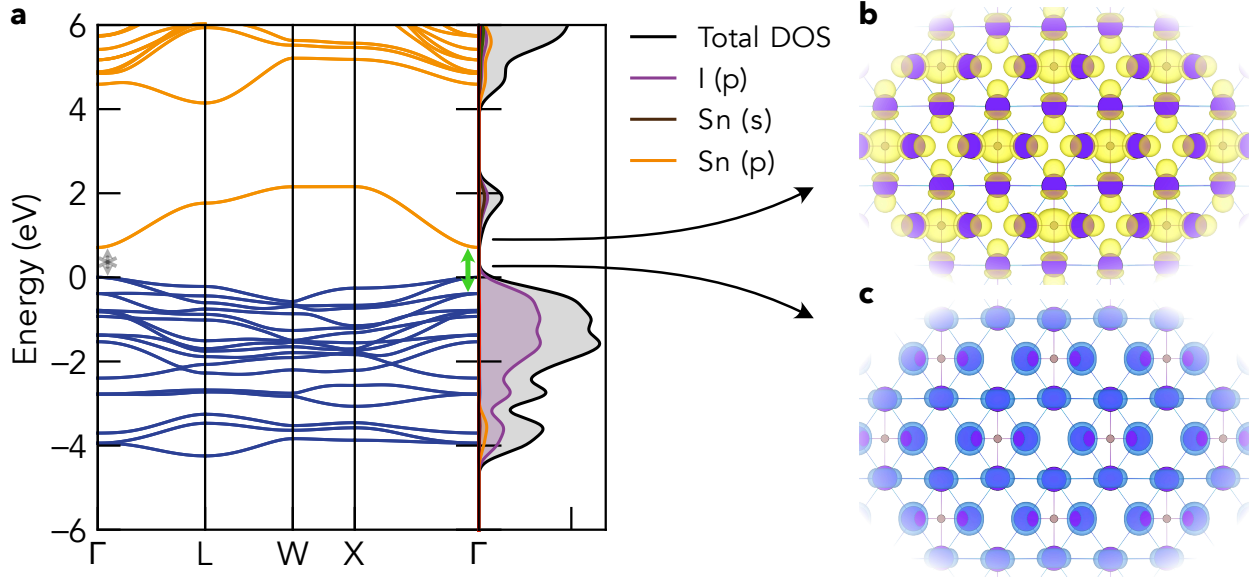 a
6
4
2
0
−2
−4
−6
Energy (eV)
Γ
L
W
X
Γ
Total DOS
I (p)
Sn (s)
Sn (p)
b
c